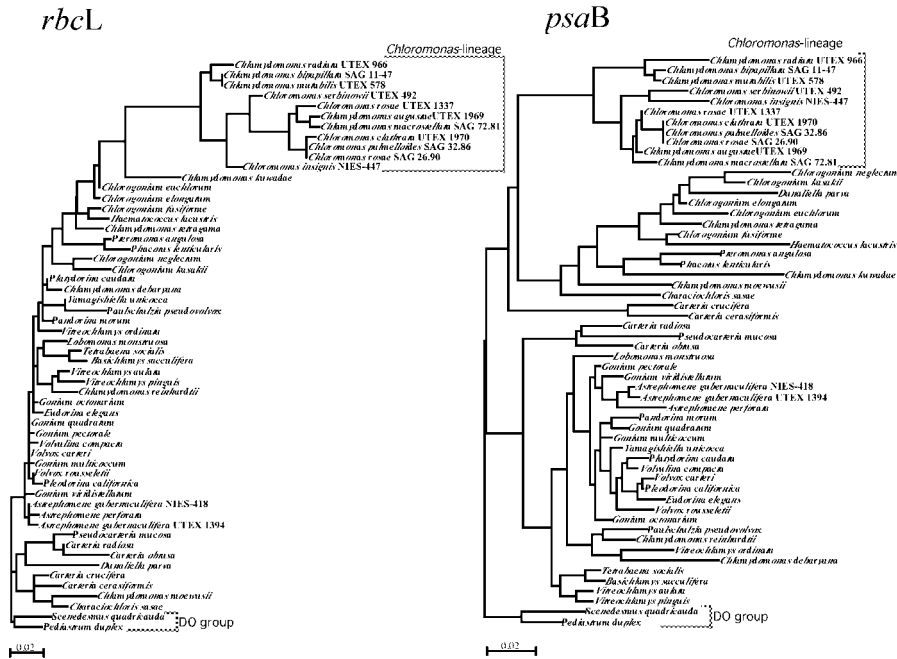 rbcL
Chloromonas-lineage
Chlamydomonas radiata UTEX 966
Chlamydomonas bipapillata SAG 11-47
Chlamydomonas mutabilis UTEX 578
Chloromonas serbinowii UTEX 492
Chloromonas rosae UTEX 1337
Chlamydomonas augustae UTEX 1969
Chlamydomonas macrostellata SAG 72.81
Chloromonas clathrata UTEX 1970
Chloromonas palmelloides SAG 32.86
Chloromonas rosae SAG 26.90
Chloromonas insignis NIES-447
Chlamydomonas kuwadae
Chlorogonium euchlorum
Chlorogonium elongatum
Chlorogonium fusiforme
Haematococcus lacustris
Chlamydomonas tetragama
Pteromonas angulosa
Phacotus lenticularis
Chlorogonium neglectum
Chlorogonium kasakii
Platydorina caudata
Chlamydomonas debaryana
Yamagishiella unicocca
Paulschulzia pseudovolvox
Pandorina morum
Vitreochlamys ordinata
Lobomonas monstruosa
Tetrabaena socialis
Basichlamys sacculifera
Vitreochlamys aulata
Vitreochlamys pinguis
Chlamydomonas reinhardtii
Gonium octonarium
Eudorina elegans
Gonium quadratum
Gonium pectorale
Volvulina compacta
Volvox carteri
Gonium multicoccum
Volvox rousseletii
Pleodorina californica
Gonium viridistellatum
Astrephomene gubernaculifera NIES-418
Astrephomene perforata
Astrephomene gubernaculifera UTEX 1394
Pseudocarteria mucosa
Carteria radiosa
Carteria obtusa
Dunaliella parva
Carteria crucifera
Carteria cerasiformis
Chlamydomonas moewusii
Characiochloris sasae
Scenedesmus quadricauda
Pediastrum duplex
DO group
0.02
psaB
Chloromonas-lineage
Chlamydomonas radiata UTEX 966
Chlamydomonas bipapillata SAG 11-47
Chlamydomonas mutabilis UTEX 578
Chloromonas serbinowii UTEX 492
Chloromonas insignis NIES-447
Chloromonas rosae UTEX 1337
Chloromonas clathrata UTEX 1970
Chloromonas palmelloides SAG 32.86
Chloromonas rosae SAG 26.90
Chlamydomonas augustae UTEX 1969
Chlamydomonas macrostellata SAG 72.81
Chlorogonium neglectum
Chlorogonium kasakii
Dunaliella parva
Chlorogonium elongatum
Chlorogonium euchlorum
Chlamydomonas tetragama
Chlorogonium fusiforme
Haematococcus lacustris
Pteromonas angulosa
Phacotus lenticularis
Chlamydomonas kuwadae
Chlamydomonas moewusii
Characiochloris sasae
Carteria crucifera
Carteria cerasiformis
Carteria radiosa
Pseudocarteria mucosa
Carteria obtusa
Lobomonas monstruosa
Gonium pectorale
Gonium viridistellatum
Astrephomene gubernaculifera NIES-418
Astrephomene gubernaculifera UTEX 1394
Astrephomene perforata
Pandorina morum
Gonium quadratum
Gonium multicoccum
Yamagishiella unicocca
Platydorina caudata
Volvulina compacta
Volvox carteri
Pleodorina californica
Eudorina elegans
Volvox rousseletii
Gonium octonarium
Paulschulzia pseudovolvox
Chlamydomonas reinhardtii
Vitreochlamys ordinata
Chlamydomonas debaryana
Tetrabaena socialis
Basichlamys sacculifera
Vitreochlamys aulata
Vitreochlamys pinguis
Scenedesmus quadricauda
Pediastrum duplex
DO group
0.02